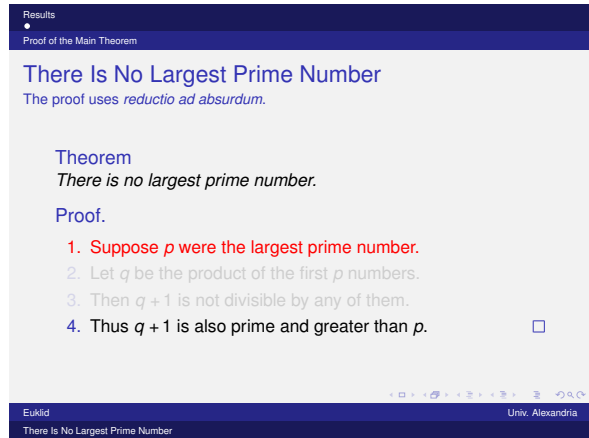 Results
Proof of the Main Theorem
There Is No Largest Prime Number
The proof uses reductio ad absurdum.
Theorem
There is no largest prime number.
Proof.
1. Suppose p were the largest prime number.
2. Let q be the product of the first p numbers.
3. Then q + 1 is not divisible by any of them.
4. Thus q + 1 is also prime and greater than p. □
Euklid Univ. Alexandria
There Is No Largest Prime Number